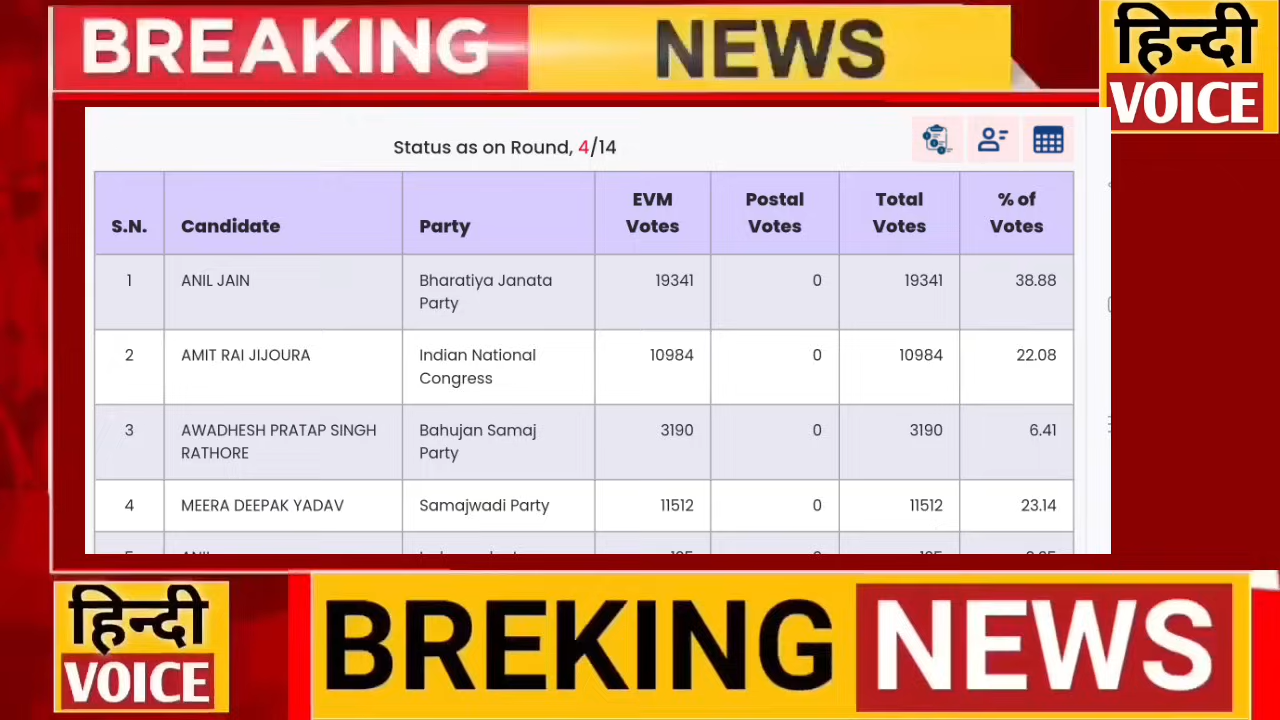 BREAKING NEWS
हिन्दी
VOICE
Status as on Round, 4/14
S.N. Candidate Party EVM Votes Postal Votes Total Votes % of Votes
1 ANIL JAIN Bharatiya Janata Party 19341 0 19341 38.88
2 AMIT RAI JIJOURA Indian National Congress 10984 0 10984 22.08
3 AWADHESH PRATAP SINGH RATHORE Bahujan Samaj Party 3190 0 3190 6.41
4 MEERA DEEPAK YADAV Samajwadi Party 11512 0 11512 23.14
हिन्दी
VOICE
BREKING NEWS